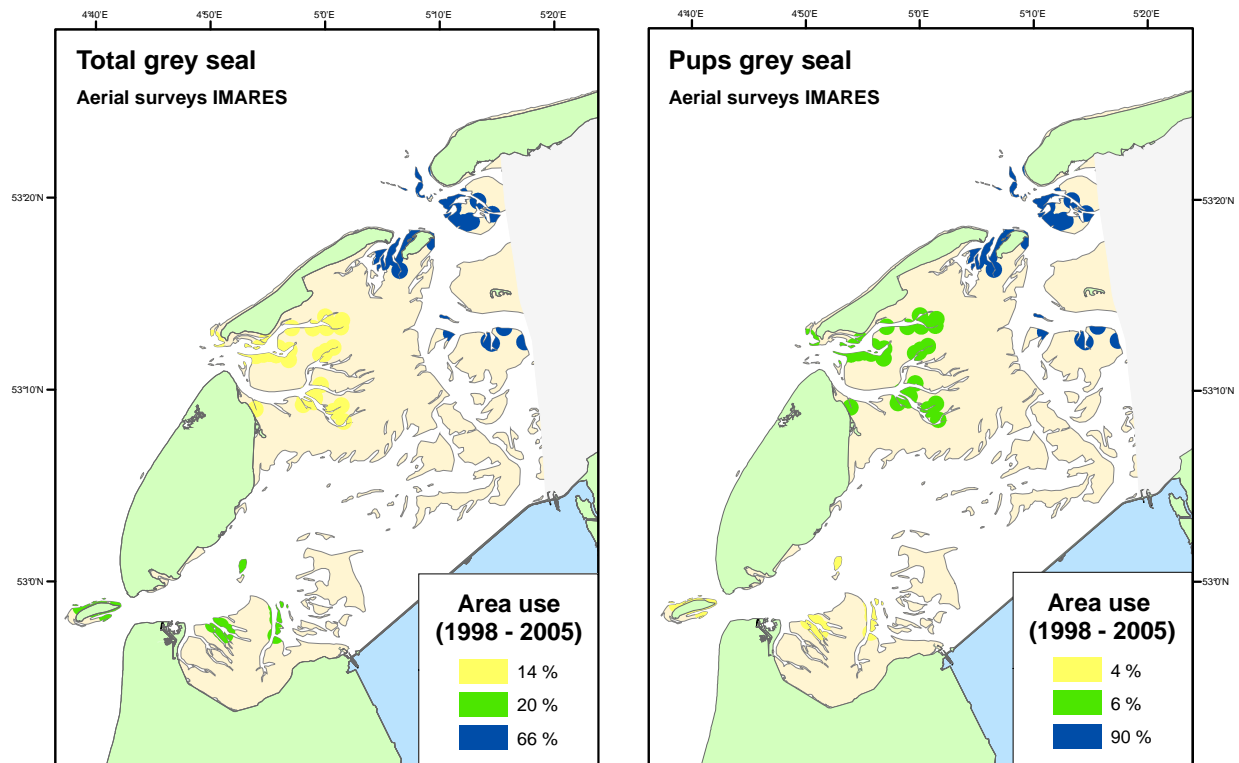 4°40'E 4°50'E 5°0'E 5°10'E 5°20'E
Total grey seal
Aerial surveys IMARES
53°20'N
53°10'N
53°0'N
Area use
(1998 - 2005)
14 %
20 %
66 %
4°40'E 4°50'E 5°0'E 5°10'E 5°20'E
Pups grey seal
Aerial surveys IMARES
53°20'N
53°10'N
53°0'N
Area use
(1998 - 2005)
4 %
6 %
90 %